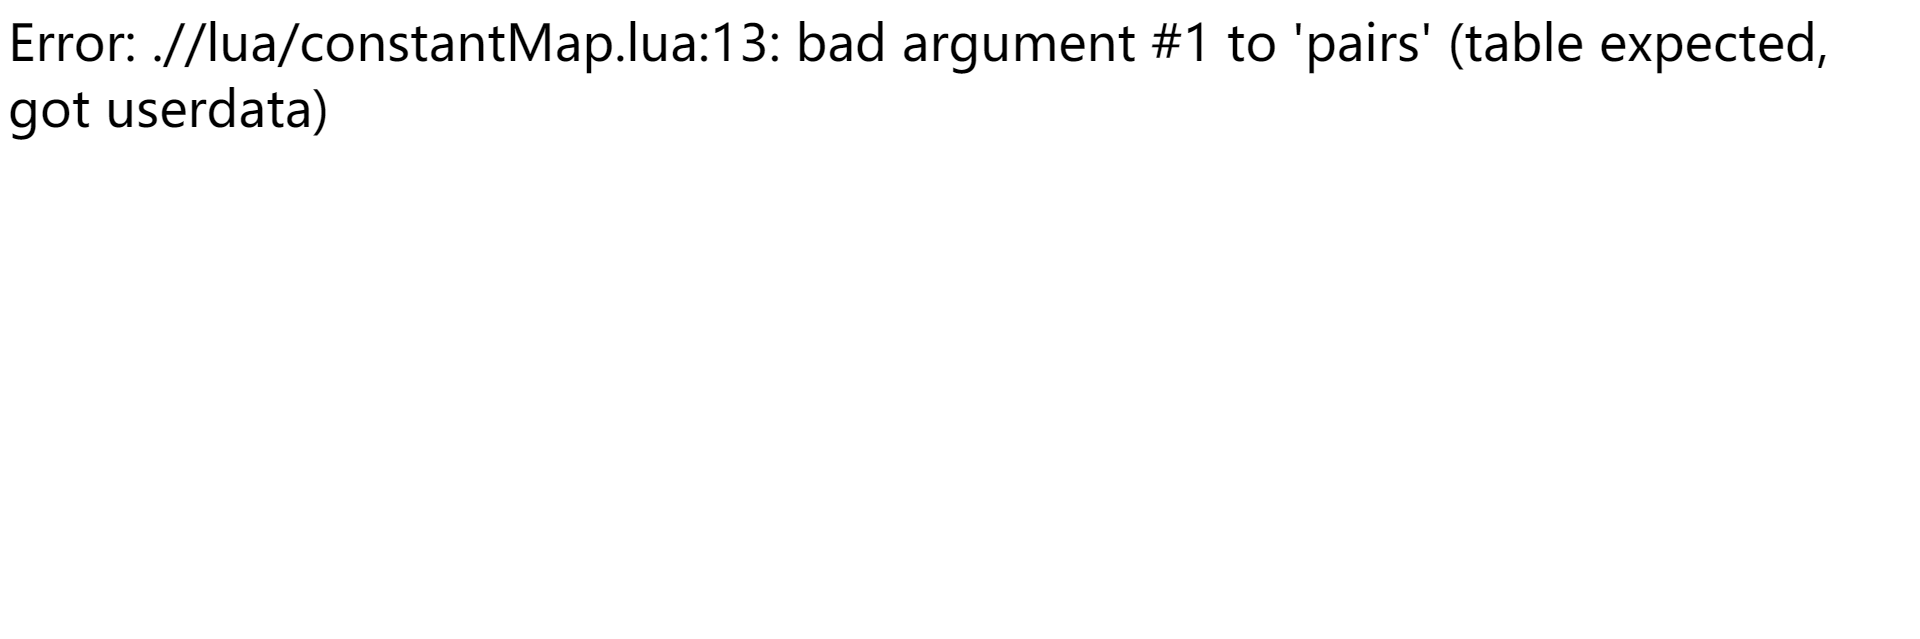 Error: .//lua/constantMap.lua:13: bad argument #1 to 'pairs' (table expected,
got userdata)